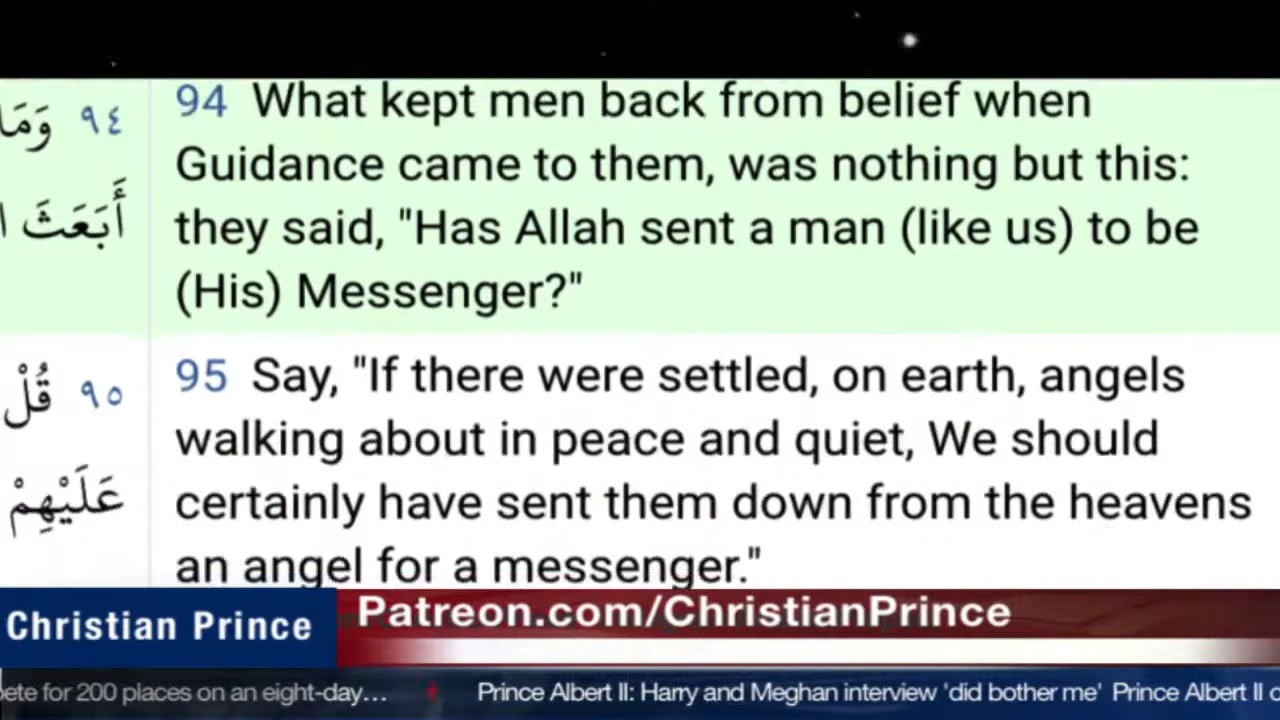 94 What kept men back from belief when
٩٤ وَمَا
Guidance came to them, was nothing but this:
أَبَعَثَ
they said, "Has Allah sent a man (like us) to be
(His) Messenger?"
95 Say, "If there were settled, on earth, angels
٩٥ قُلْ
walking about in peace and quiet, We should
عَلَيْهِمْ
certainly have sent them down from the heavens
an angel for a messenger."
Christian Prince
Patreon.com/ChristianPrince
ete for 200 places on an eight-day… Prince Albert II: Harry and Meghan interview 'did bother me' Prince Albert II